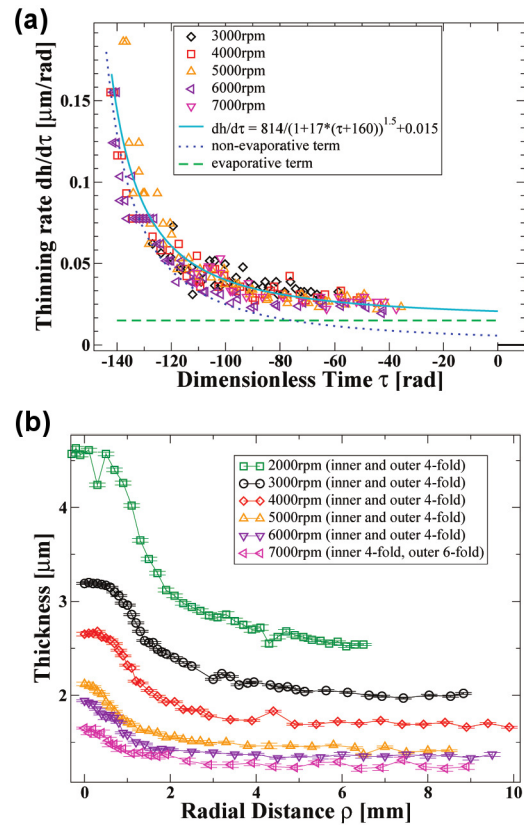 (a)
3000rpm
4000rpm
5000rpm
6000rpm
7000rpm
dh/dτ = 814/(1+17*(τ+160))^1.5+0.015
non-evaporative term
evaporative term
Thinning rate dh/dτ [μm/rad]
0.15
0.1
0.05
0
-140 -120 -100 -80 -60 -40 -20 0
Dimensionless Time τ [rad]
(b)
2000rpm (inner and outer 4-fold)
3000rpm (inner and outer 4-fold)
4000rpm (inner and outer 4-fold)
5000rpm (inner and outer 4-fold)
6000rpm (inner and outer 4-fold)
7000rpm (inner 4-fold, outer 6-fold)
Thickness [μm]
4
3
2
0 2 4 6 8 10
Radial Distance ρ [mm]